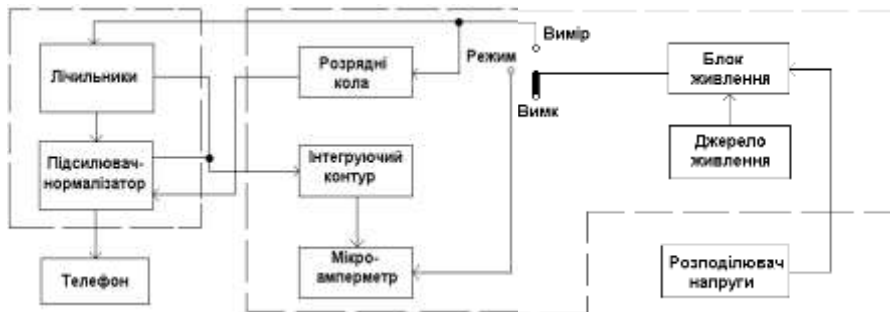 Лічильники
Підсилювач-
нормалізатор
Телефон
Розрядні
кола
Інтегруючий
контур
Мікро-
амперметр
Вимір
Режим
Вимк
Блок
живлення
Джерело
живлення
Розподілювач
напруги